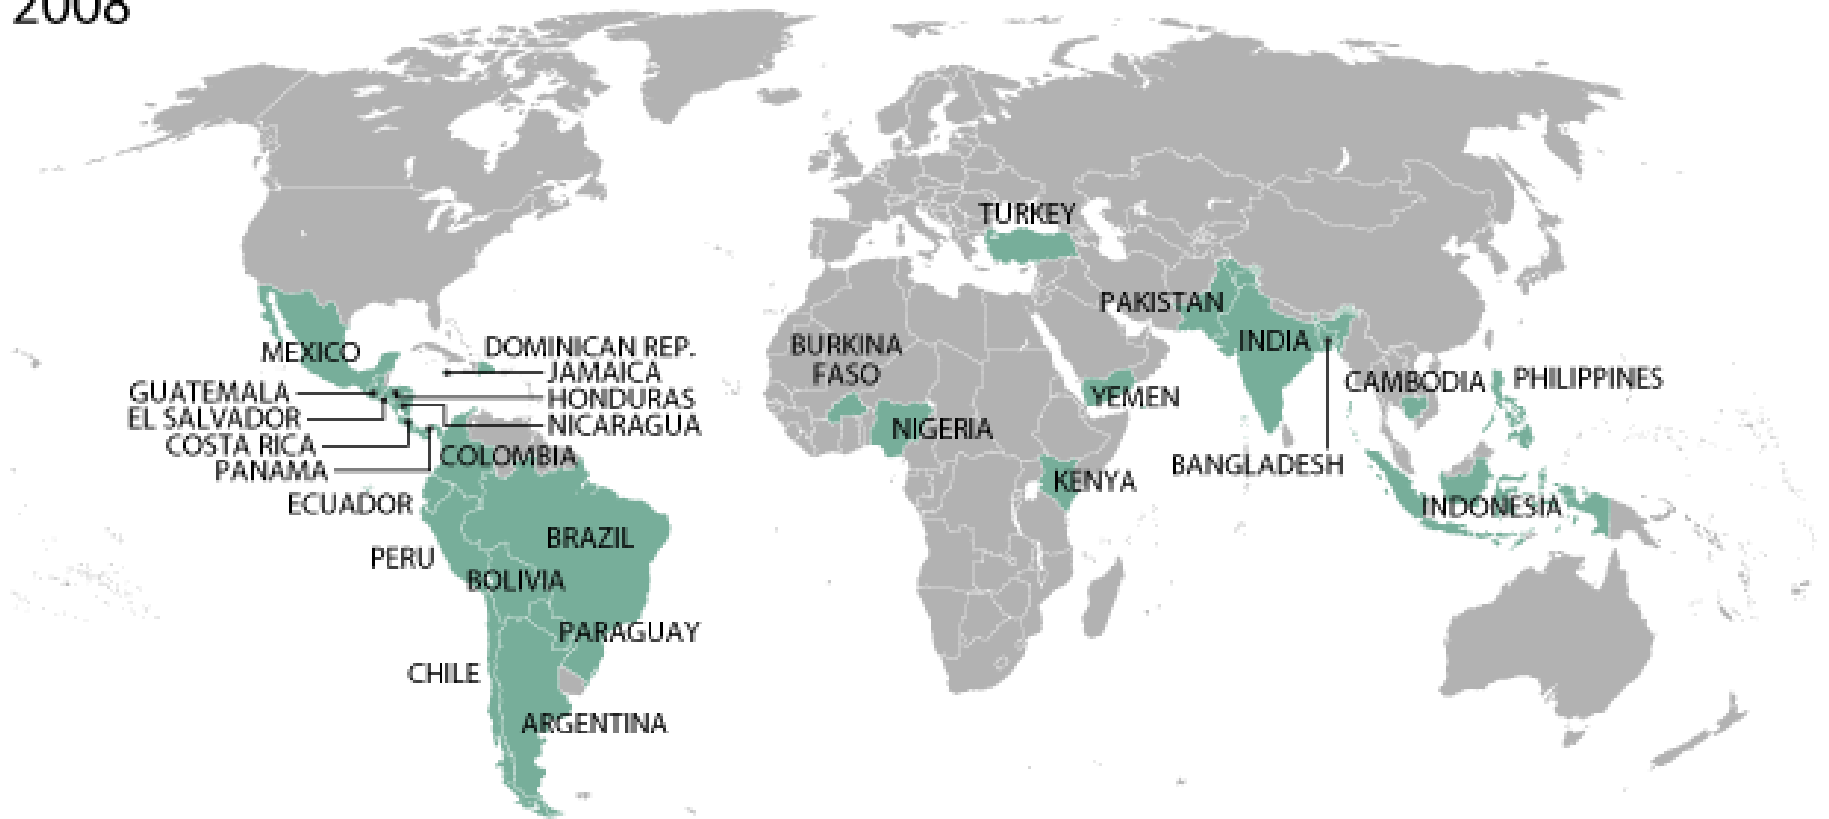 2008
TURKEY
PAKISTAN
INDIA
BURKINA
FASO
DOMINICAN REP.
MEXICO
JAMAICA
GUATEMALA
HONDURAS
CAMBODIA
PHILIPPINES
YEMEN
EL SALVADOR
NICARAGUA
NIGERIA
COSTA RICA
COLOMBIA
PANAMA
BANGLADESH
KENYA
ECUADOR
INDONESIA
BRAZIL
PERU
BOLIVIA
PARAGUAY
CHILE
ARGENTINA